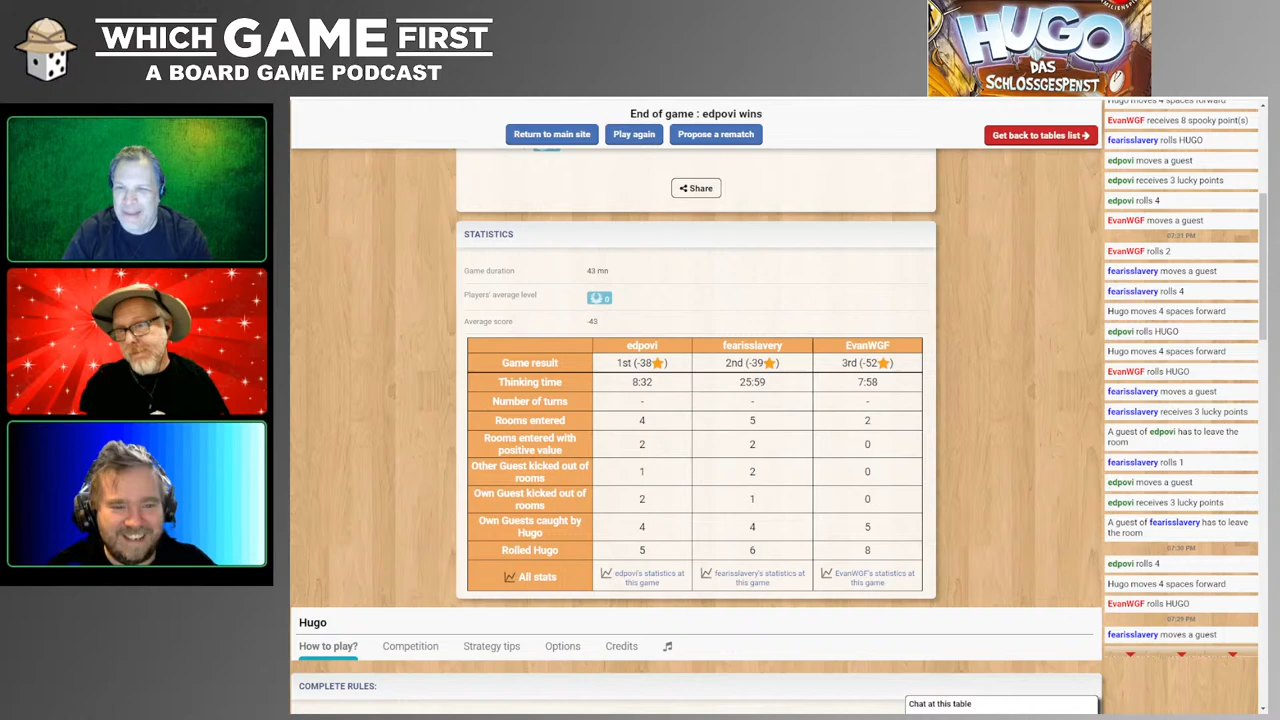 WHICH GAME FIRST
A BOARD GAME PODCAST
HUGO
DAS
SCHLOSSGESPENST
End of game : edpovi wins
Return to main site
Play again
Propose a rematch
Get back to tables list
Share
STATISTICS
Game duration 43 mn
Players' average level 0
Average score -43
edpovi fearisslavery EvanWGF
Game result 1st (-38) 2nd (-39) 3rd (-52)
Thinking time 8:32 25:59 7:58
Number of turns - - -
Rooms entered 4 5 2
Rooms entered with
positive value 2 2 0
Other Guest kicked out of
rooms 1 2 0
Own Guest kicked out of
rooms 2 1 0
Own Guests caught by
Hugo 4 4 5
Rolled Hugo 5 6 8
All stats
edpovi's statistics at
this game
fearisslavery's statistics
at this game
EvanWGF's statistics at
this game
Hugo
How to play? Competition Strategy tips Options Credits
COMPLETE RULES:
Hugo moves 4 spaces forward
EvanWGF receives 8 spooky point(s)
fearisslavery rolls HUGO
edpovi moves a guest
edpovi receives 3 lucky points
edpovi rolls 4
EvanWGF moves a guest
07:31 PM
EvanWGF rolls 2
fearisslavery moves a guest
fearisslavery rolls 4
Hugo moves 4 spaces forward
edpovi rolls HUGO
Hugo moves 4 spaces forward
EvanWGF rolls HUGO
fearisslavery moves a guest
fearisslavery receives 3 lucky points
A guest of edpovi has to leave the
room
fearisslavery rolls 1
edpovi moves a guest
edpovi receives 3 lucky points
A guest of fearisslavery has to leave
the room
07:30 PM
edpovi rolls 4
Hugo moves 4 spaces forward
EvanWGF rolls HUGO
07:29 PM
fearisslavery moves a guest
Chat at this table